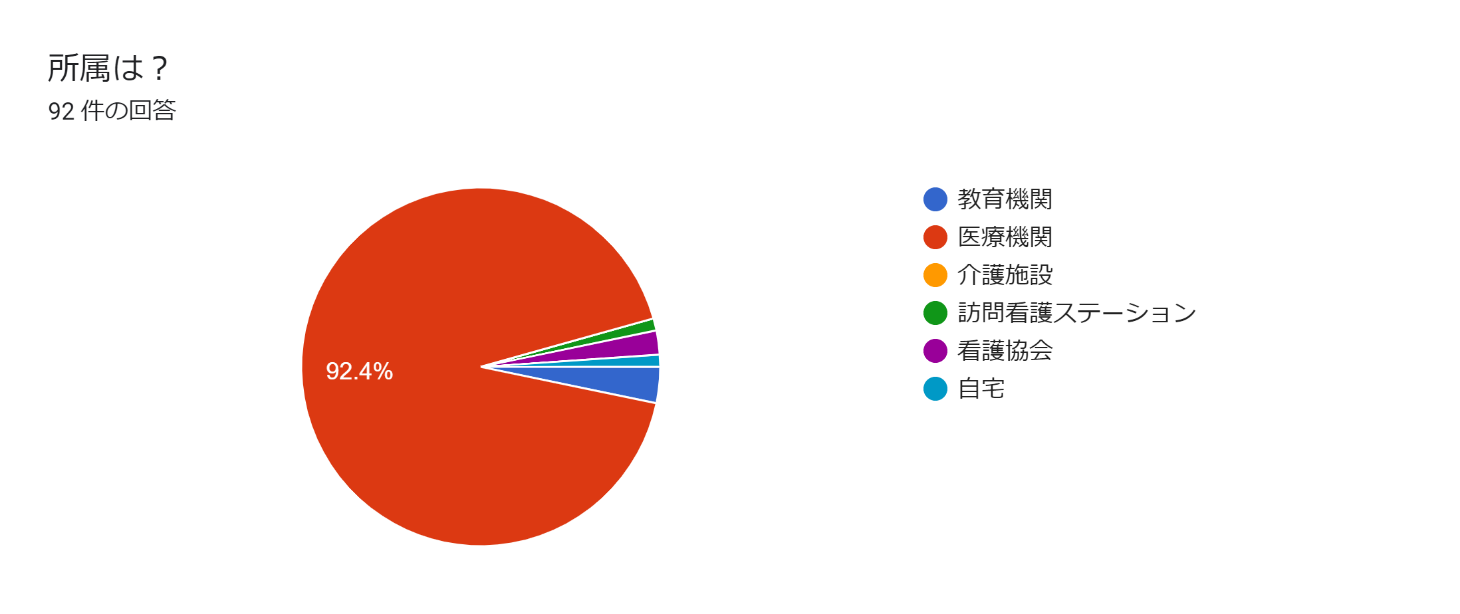 所属は？
92 件の回答
92.4%
教育機関
医療機関
介護施設
訪問看護ステーション
看護協会
自宅